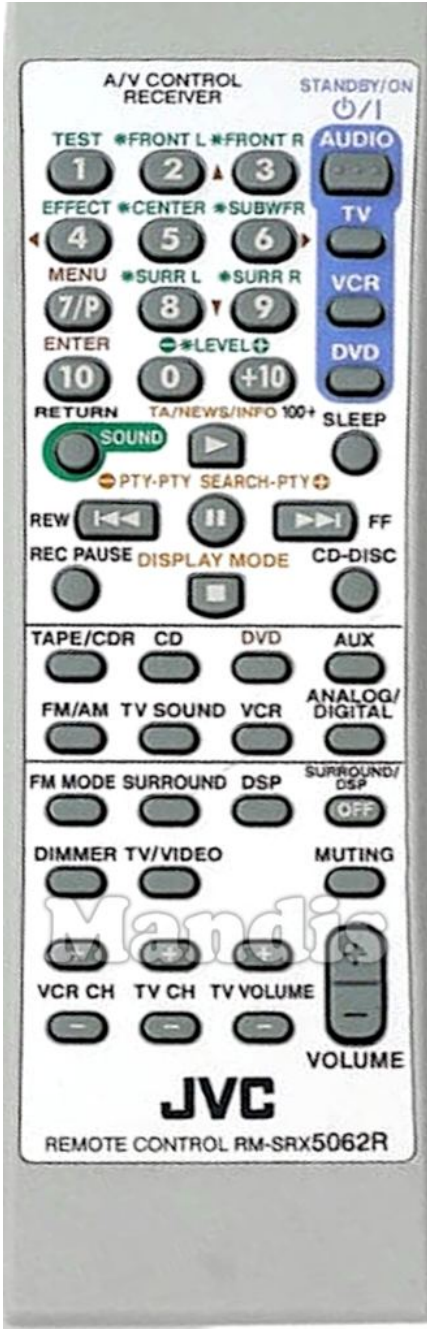 A/V CONTROL
RECEIVER
STANDBY/ON
⏻/I
TEST ✳FRONT L ✳FRONT R AUDIO
1 2 3
EFFECT ✳CENTER ✳SUBWFR TV
4 5 6
MENU ✳SURR L ✳SURR R VCR
7/P 8 9
ENTER ⊖✳LEVEL⊕ DVD
10 0 +10
RETURN TA/NEWS/INFO 100+ SLEEP
SOUND
⊖PTY-PTY SEARCH-PTY⊕
REW FF
REC PAUSE DISPLAY MODE CD-DISC
TAPE/CDR CD DVD AUX
FM/AM TV SOUND VCR ANALOG/
DIGITAL
FM MODE SURROUND DSP SURROUND/
DSP
OFF
DIMMER TV/VIDEO MUTING
Mandis
+ + + +
VCR CH TV CH TV VOLUME
− − − −
VOLUME
JVC
REMOTE CONTROL RM-SRX5062R